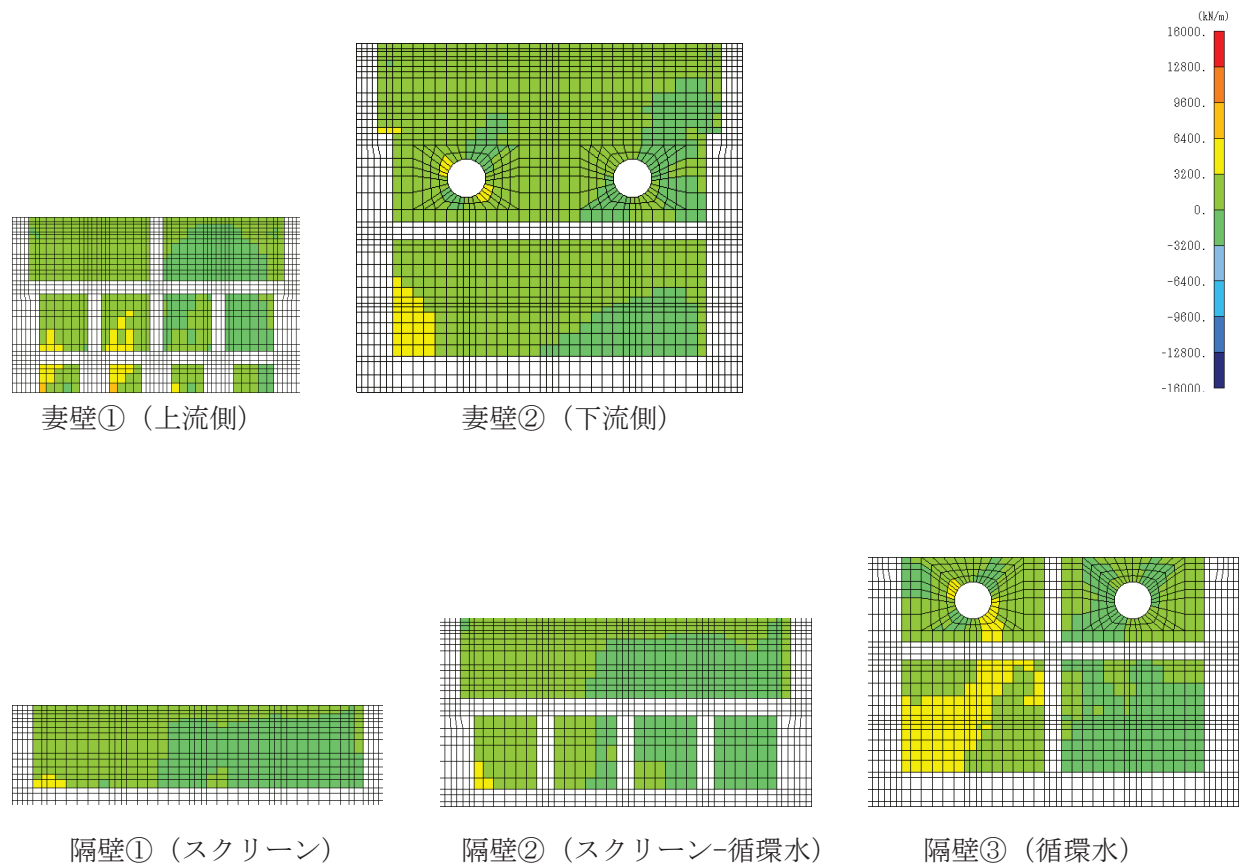 (kN/m)
16000.
12800.
9600.
6400.
3200.
0.
-3200.
-6400.
-9600.
-12800.
-16000.
妻壁①（上流側）
妻壁②（下流側）
隔壁①（スクリーン）
隔壁②（スクリーン−循環水）
隔壁③（循環水）